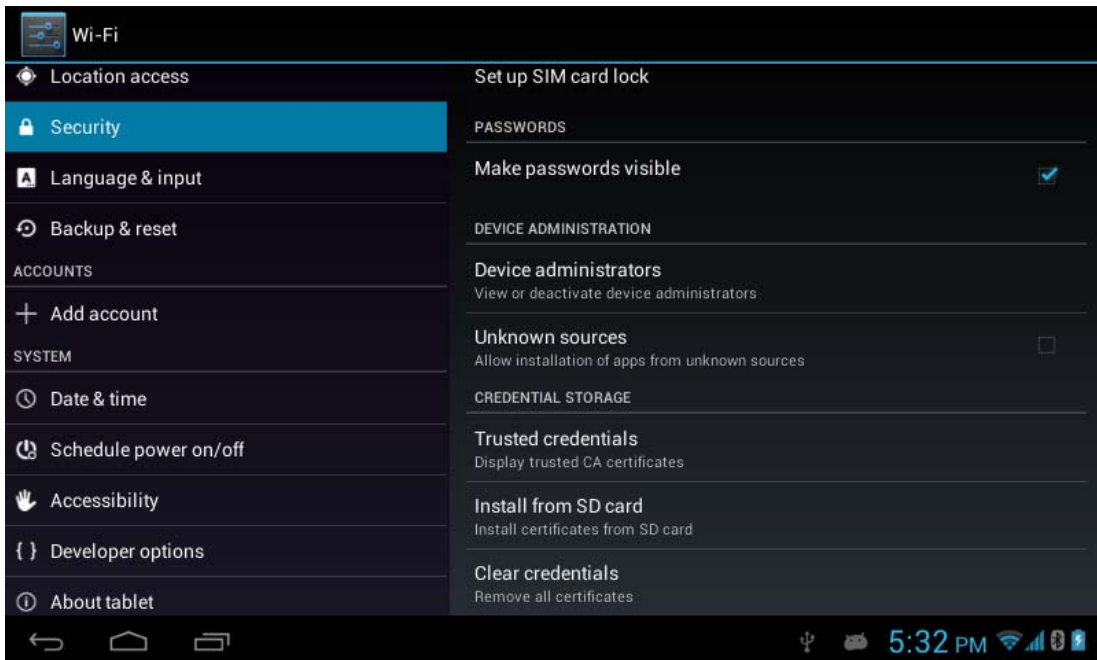 Wi-Fi
Location access
Security
Language & input
Backup & reset
ACCOUNTS
Add account
SYSTEM
Date & time
Schedule power on/off
Accessibility
{ } Developer options
About tablet
Set up SIM card lock
PASSWORDS
Make passwords visible
DEVICE ADMINISTRATION
Device administrators
View or deactivate device administrators
Unknown sources
Allow installation of apps from unknown sources
CREDENTIAL STORAGE
Trusted credentials
Display trusted CA certificates
Install from SD card
Install certificates from SD card
Clear credentials
Remove all certificates
5:32 PM